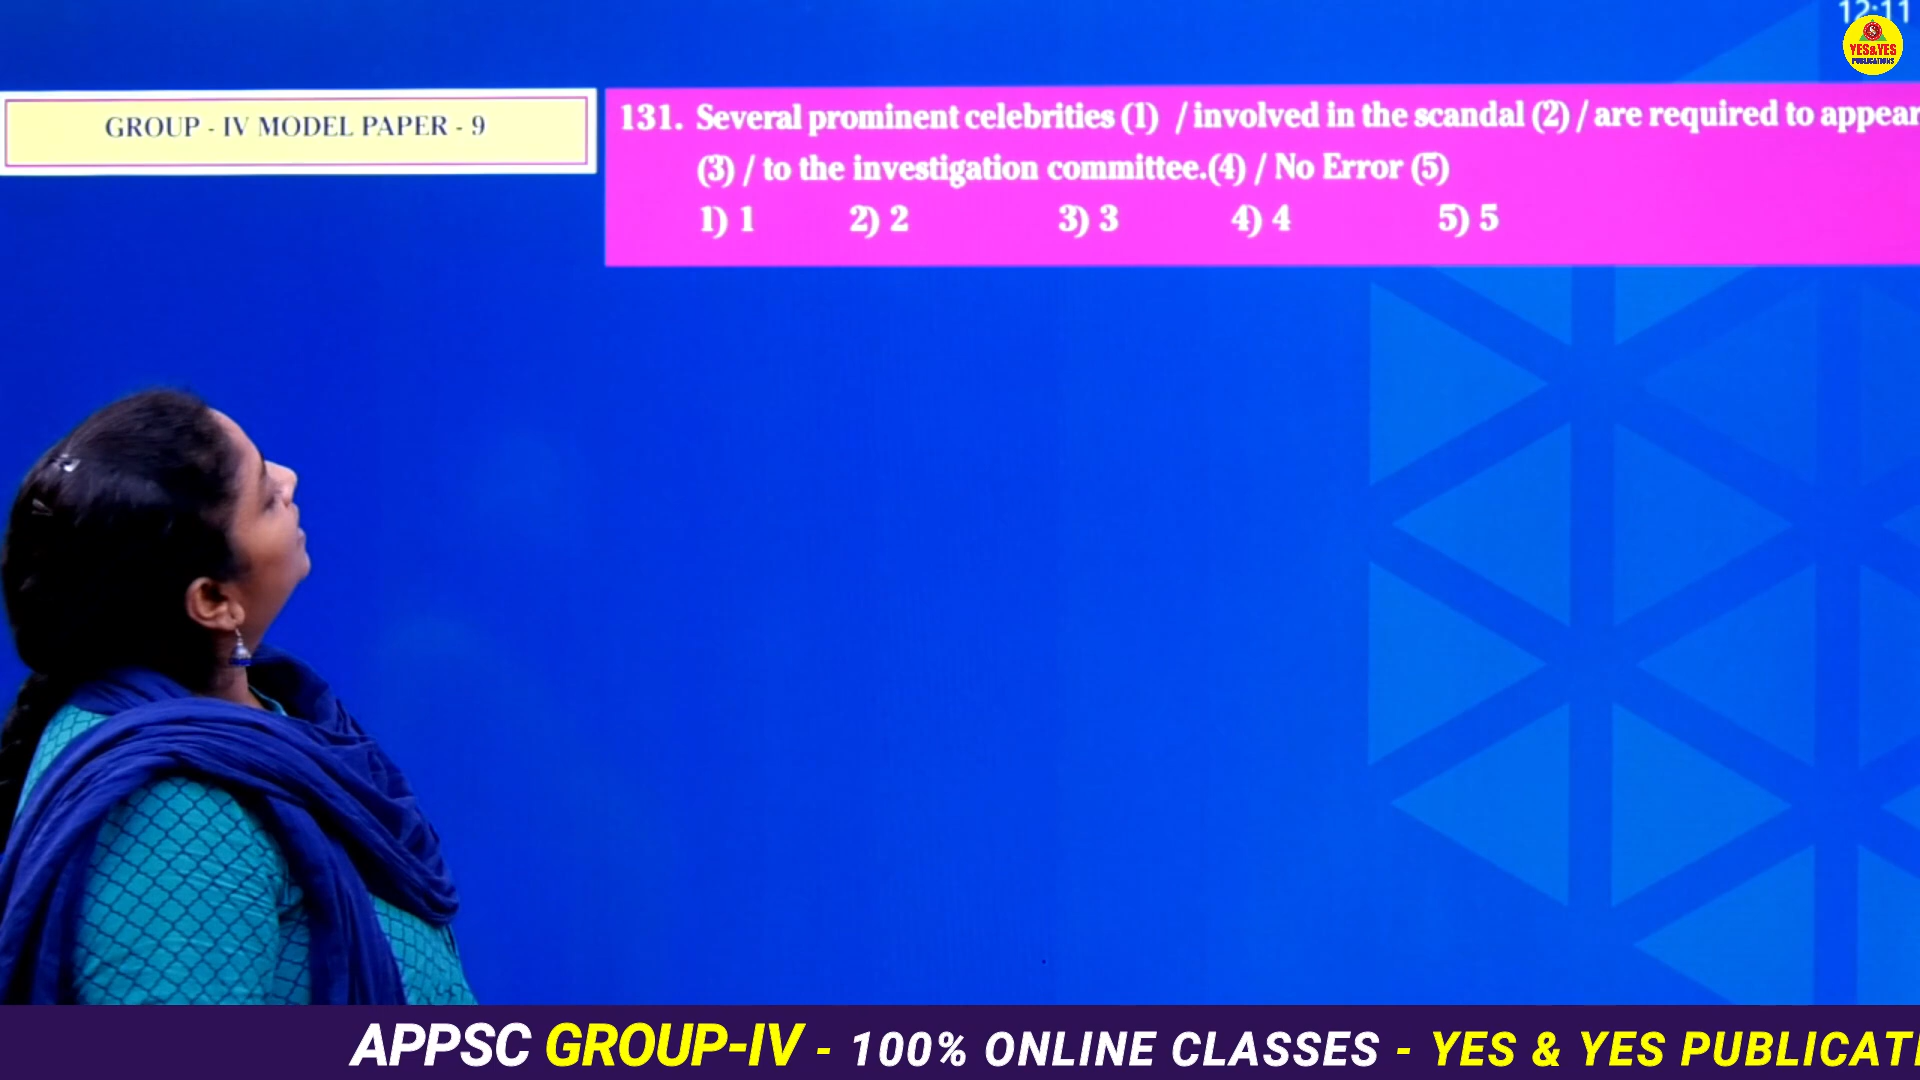 12:11
YES&YES
PUBLICATIONS
GROUP - IV MODEL PAPER - 9
131. Several prominent celebrities (1) / involved in the scandal (2) / are required to appear
(3) / to the investigation committee.(4) / No Error (5)
1) 1 2) 2 3) 3 4) 4 5) 5
APPSC GROUP-IV - 100% ONLINE CLASSES - YES & YES PUBLICATI